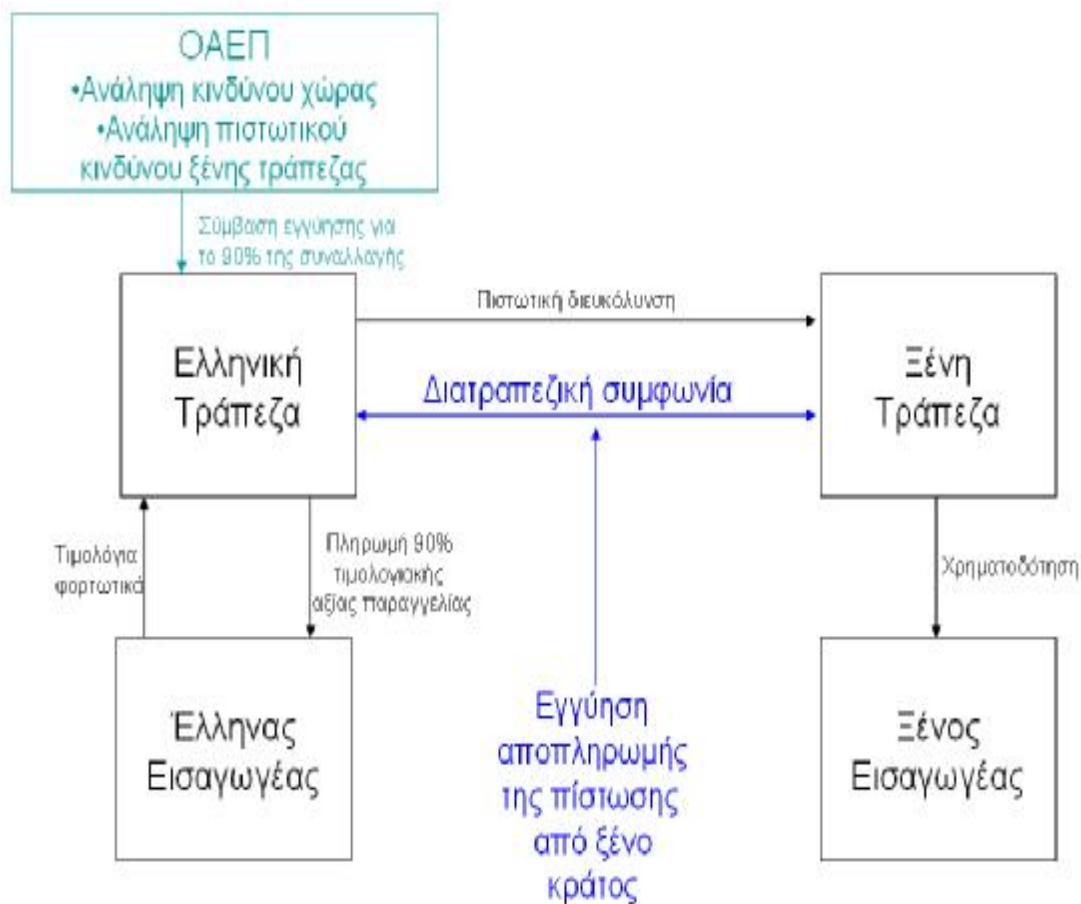 ΟΑΕΠ
•Ανάληψη κινδύνου χώρας
•Ανάληψη πιστωτικού
κινδύνου ξένης τράπεζας
Σύμβαση εγγύησης για
το 90% της συναλλαγής
Πιστωτική διευκόλυνση
Ελληνική
Τράπεζα
Διατραπεζική συμφωνία
Ξένη
Τράπεζα
Τιμολόγια
φορτωτικά
Πληρωμή 90%
τιμολογιακής
αξίας παραγγελίας
Χρηματοδότηση
Έλληνας
Εισαγωγέας
Εγγύηση
αποπληρωμής
της πίστωσης
από ξένο
κράτος
Ξένος
Εισαγωγέας